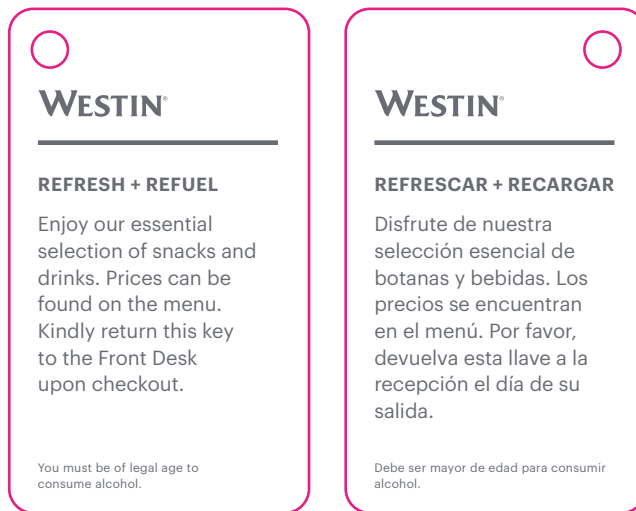 WESTIN®
REFRESH + REFUEL
Enjoy our essential
selection of snacks and
drinks. Prices can be
found on the menu.
Kindly return this key
to the Front Desk
upon checkout.
You must be of legal age to
consume alcohol.
WESTIN®
REFRESCAR + RECARGAR
Disfrute de nuestra
selección esencial de
botanas y bebidas. Los
precios se encuentran
en el menú. Por favor,
devuelva esta llave a la
recepción el día de su
salida.
Debe ser mayor de edad para consumir
alcohol.